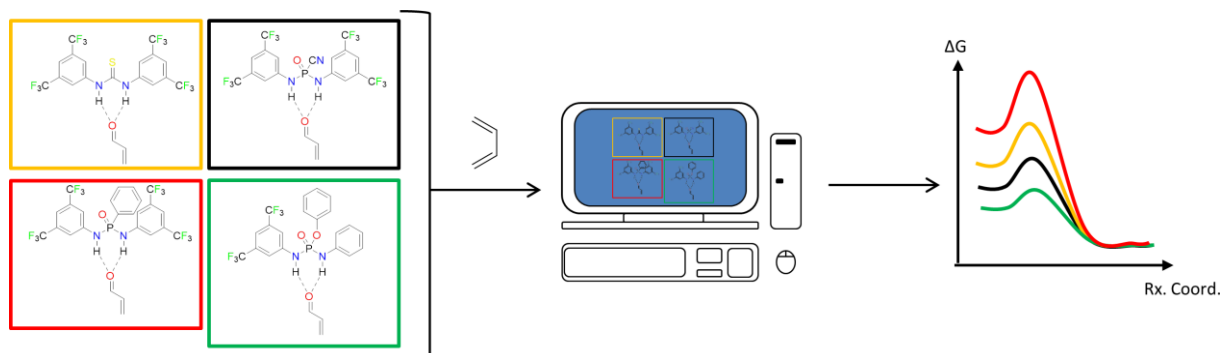 CF₃ CF₃
S
F₃C N N CF₃
H H
O
CF₃ O CN CF₃
P
F₃C N N CF₃
H H
O
CF₃ CF₃
O
P
F₃C N N CF₃
H H
O
CF₃
O O
P
F₃C N N
H H
O
ΔG
Rx. Coord.